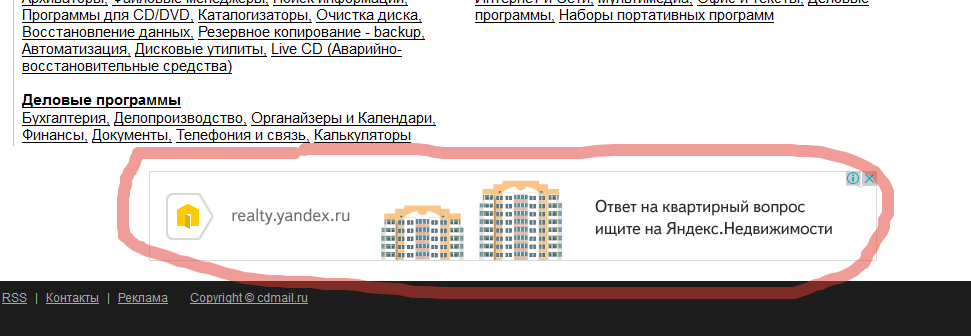 Архиваторы, Файловые менеджеры, Поиск информации,
Программы для CD/DVD, Каталогизаторы, Очистка диска,
Восстановление данных, Резервное копирование - backup,
Автоматизация, Дисковые утилиты, Live CD (Аварийно-
восстановительные средства)
Интернет и Сети, Мультимедиа, Офис и тексты, Деловые
программы, Наборы портативных программ
Деловые программы
Бухгалтерия, Делопроизводство, Органайзеры и Календари,
Финансы, Документы, Телефония и связь, Калькуляторы
realty.yandex.ru
Ответ на квартирный вопрос
ищите на Яндекс.Недвижимости
RSS | Контакты | Реклама Copyright © cdmail.ru